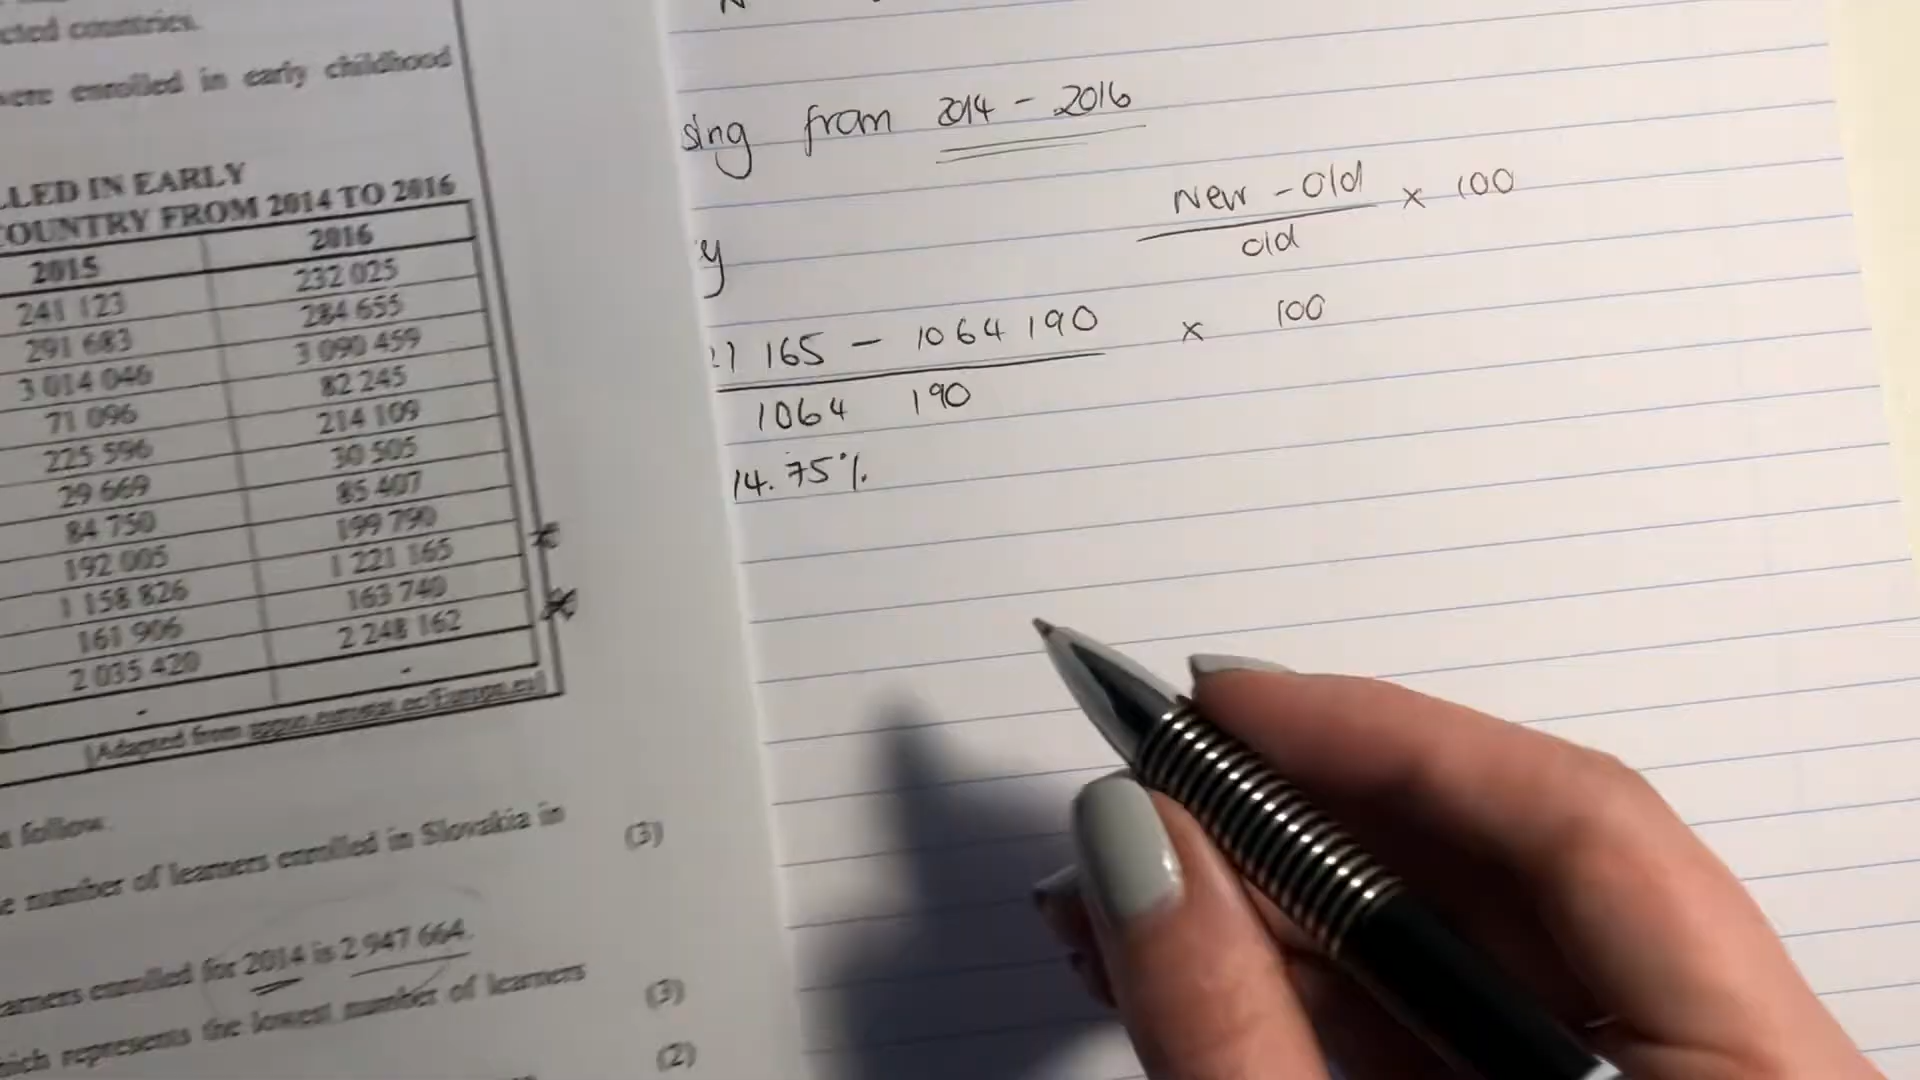 cted countries.
were enrolled in early childhood
LLED IN EARLY
COUNTRY FROM 2014 TO 2016
2015 2016
241 123 232 025
291 683 284 655
3 014 046 3 090 459
71 096 82 245
225 596 214 109
29 669 30 505
84 750 85 407
192 005 199 790
1 158 826 1 221 165
161 906 163 740
2 035 420 2 248 162
- -
[Adapted from
follow.
e number of learners enrolled in Slovakia in (3)
earners enrolled for 2014 is 2 947 664.
hich represents the lowest number of learners (3)
(2)
sing from 2014 - 2016
y
New - Old
old
× 100
21 165 - 1064 190 × 100
1064 190
14.75%